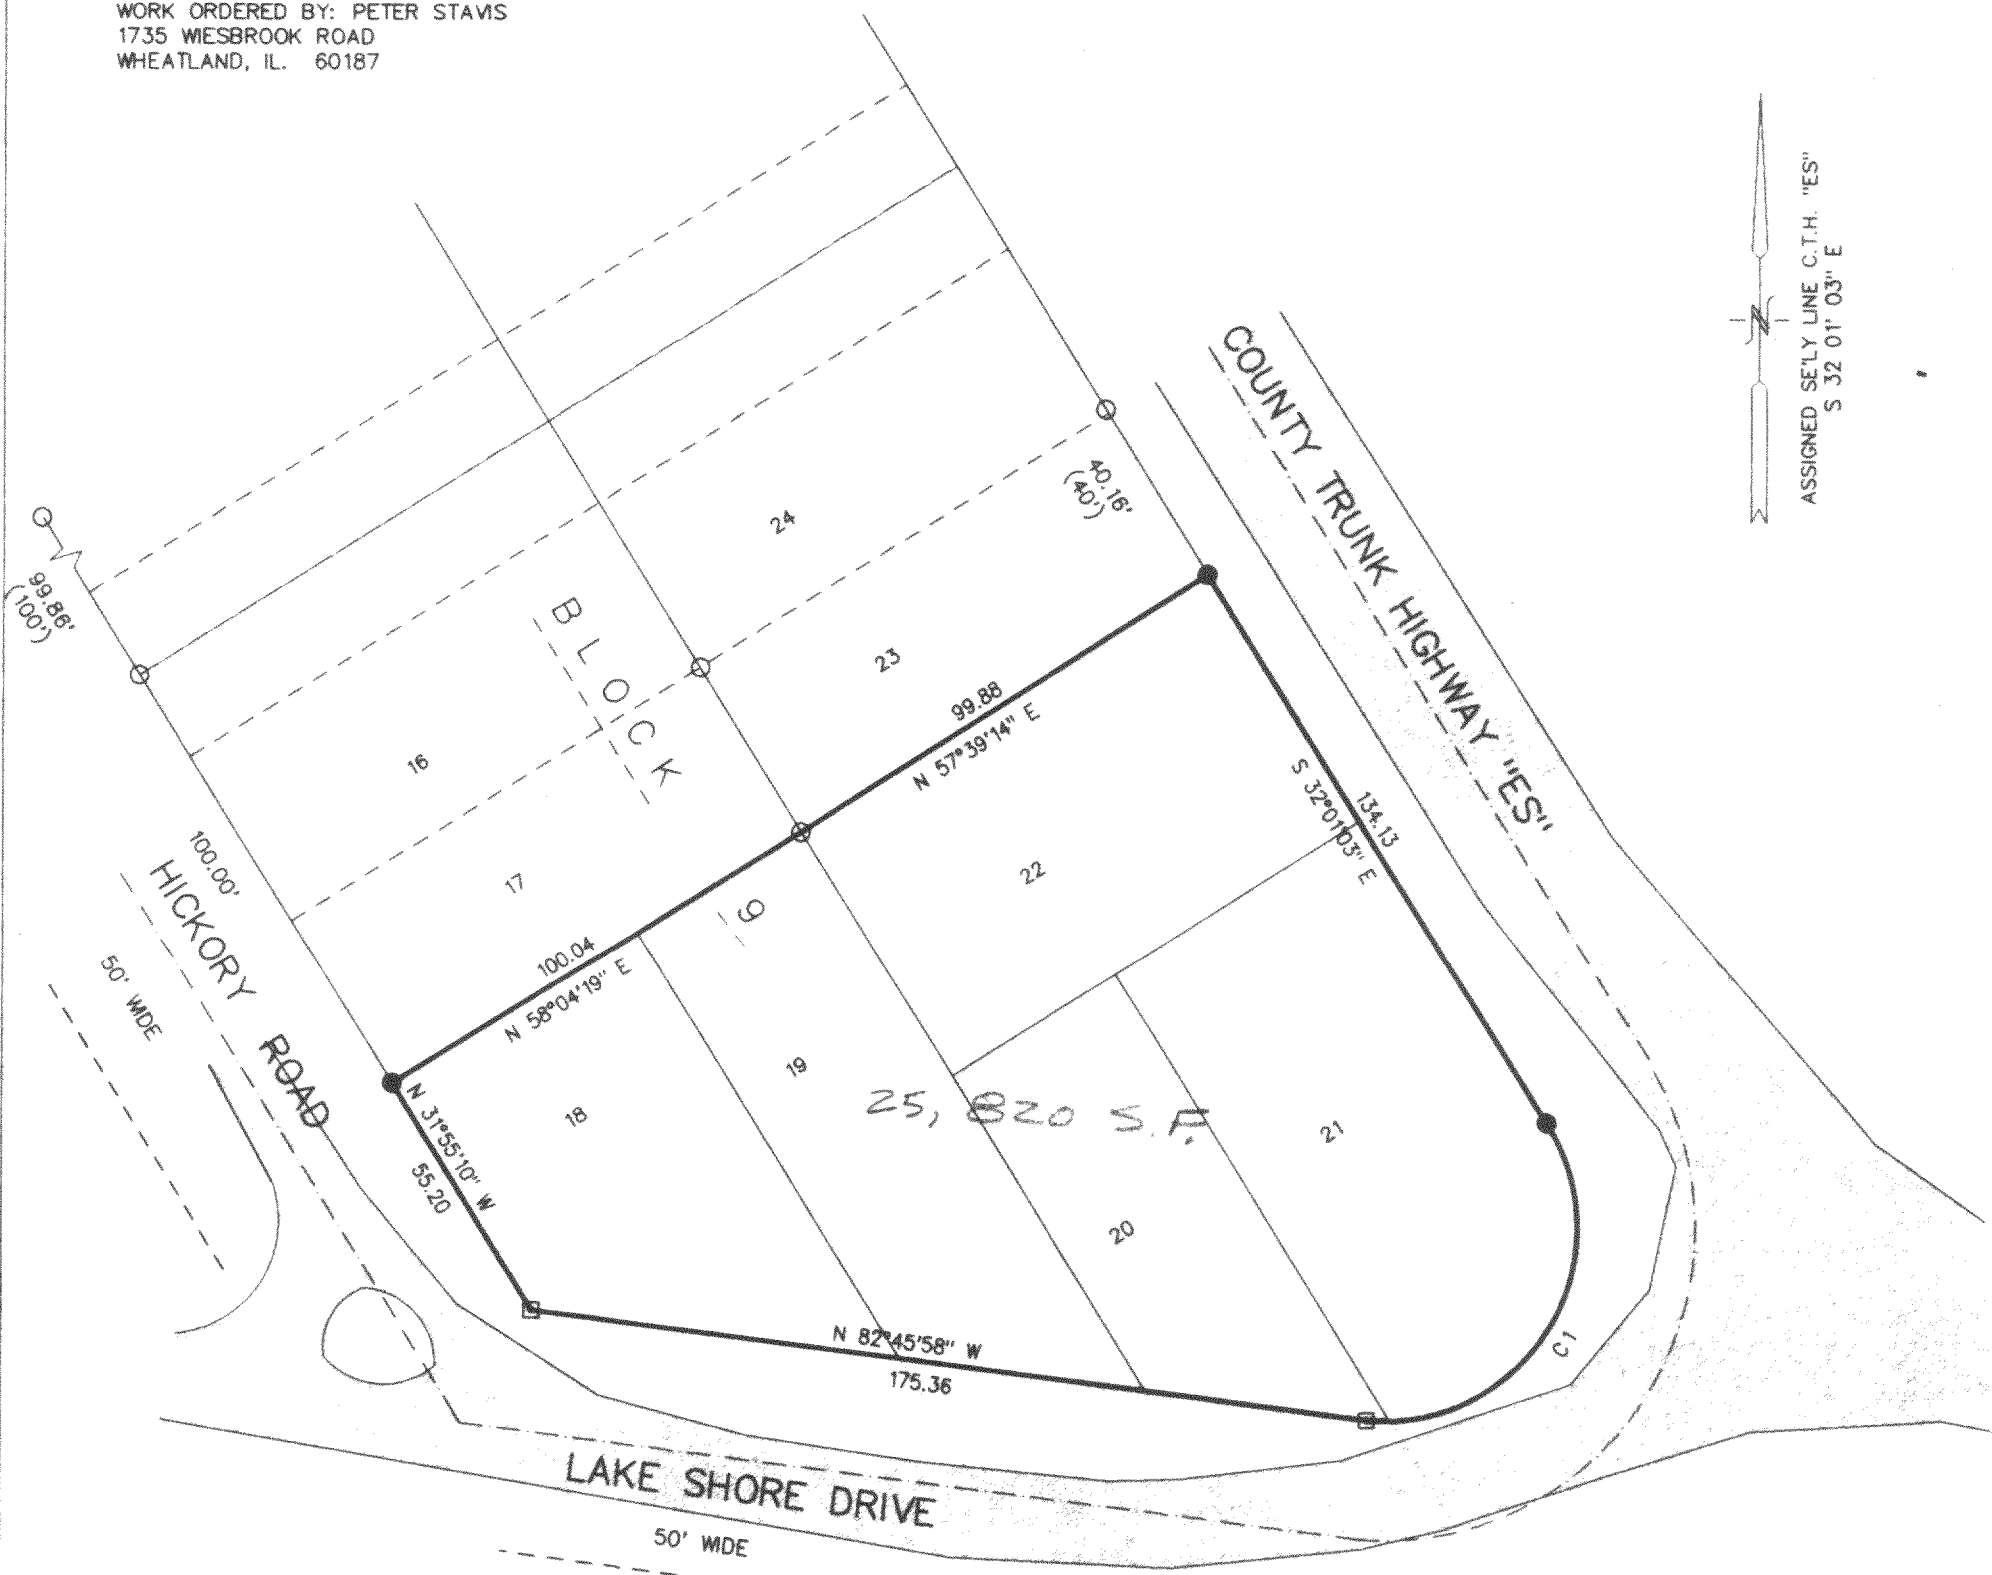 WORK ORDERED BY: PETER STAVIS
1735 WIESBROOK ROAD
WHEATLAND, IL. 60187
ASSIGNED SE'LY LINE C.T.H. "ES"
S 32 01' 03" E
N
COUNTY TRUNK HIGHWAY "ES"
40.16'
(40')
24
BLOCK
9
23
99.88
N 57°39'14" E
99.86'
(100')
16
17
100.00'
HICKORY ROAD
50' WIDE
100.04
N 58°04'19" E
S 32°01'03" E
134.13
22
19
18
25,820 S.F.
21
20
N 31°55'10" W
55.20
N 82°45'58" W
175.36
C1
LAKE SHORE DRIVE
50' WIDE